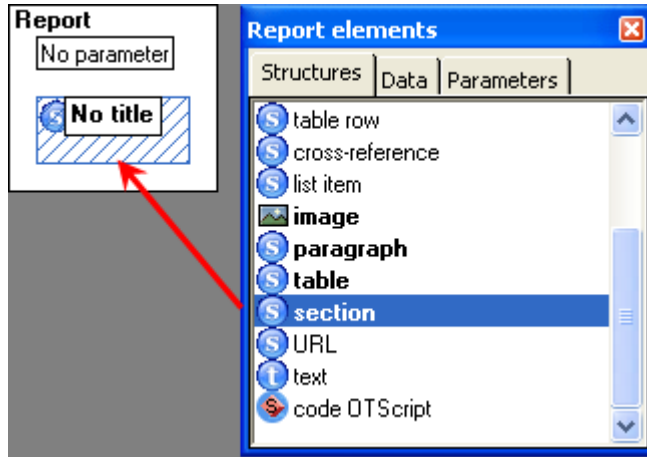 Report
No parameter
No title
Report elements
Structures
Data
Parameters
table row
cross-reference
list item
image
paragraph
table
section
URL
text
code OTScript